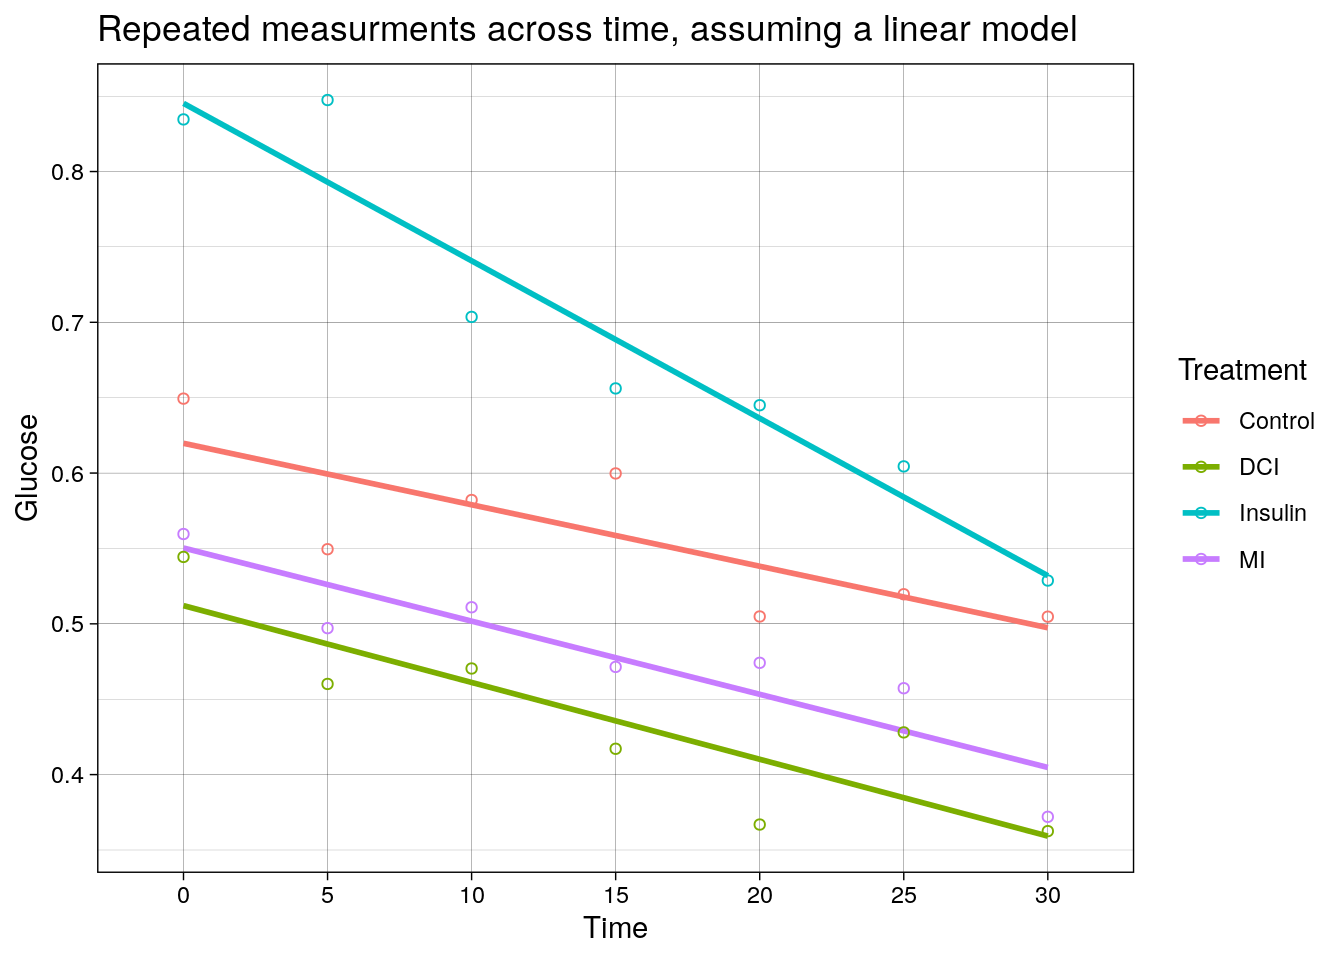 Repeated measurments across time, assuming a linear model
Glucose
0.8
0.7
0.6
0.5
0.4
0 5 10 15 20 25 30
Time
Treatment
Control
DCI
Insulin
MI